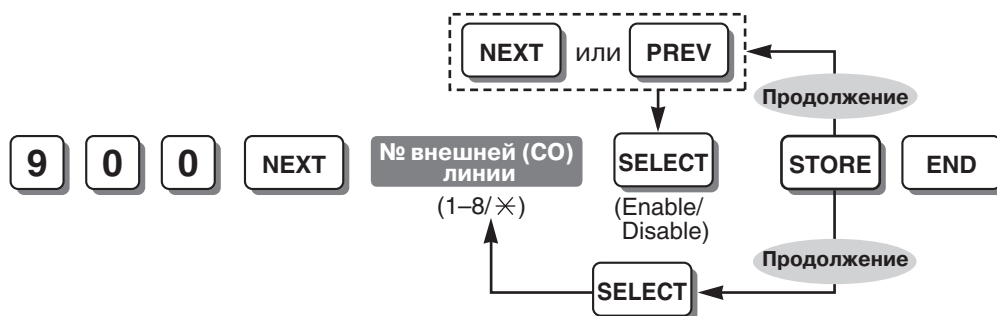 NEXT или PREV
Продолжение
9 0 0 NEXT № внешней (CO) линии SELECT STORE END
(1–8/✳) (Enable/
Disable)
Продолжение
SELECT